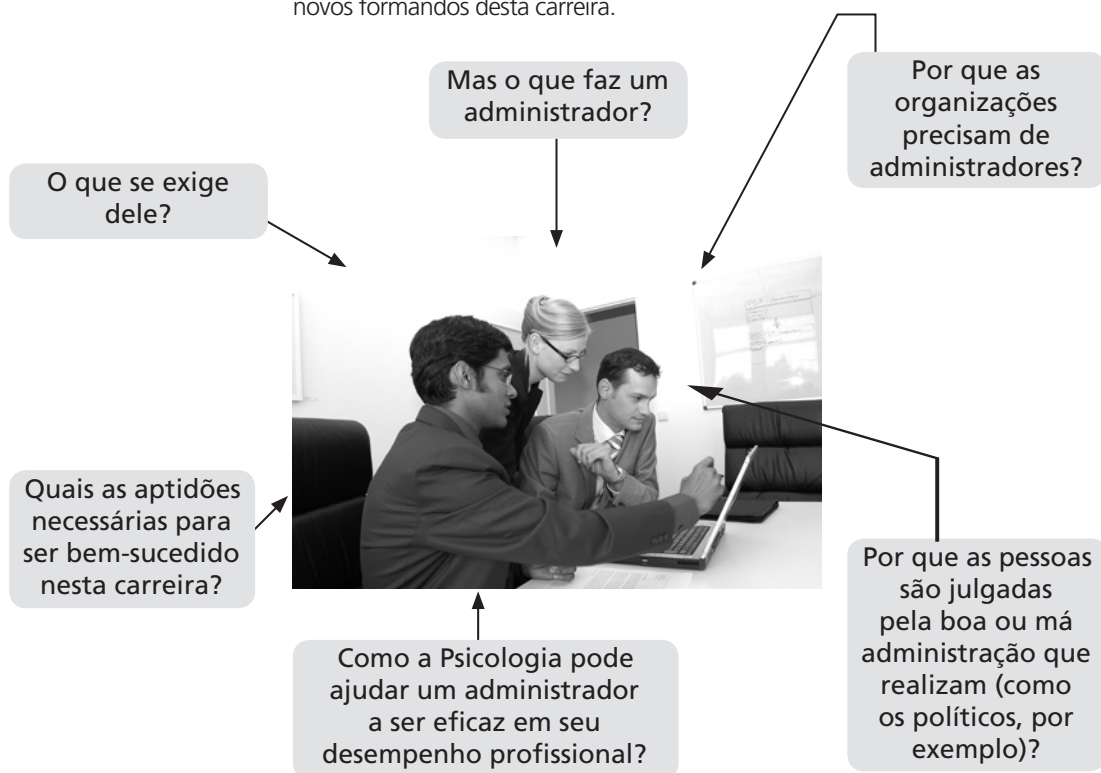 novos formandos desta carreira.
Mas o que faz um
administrador?
Por que as
organizações
precisam de
administradores?
O que se exige
dele?
Quais as aptidões
necessárias para
ser bem-sucedido
nesta carreira?
Como a Psicologia pode
ajudar um administrador
a ser eficaz em seu
desempenho profissional?
Por que as pessoas
são julgadas
pela boa ou má
administração que
realizam (como
os políticos, por
exemplo)?